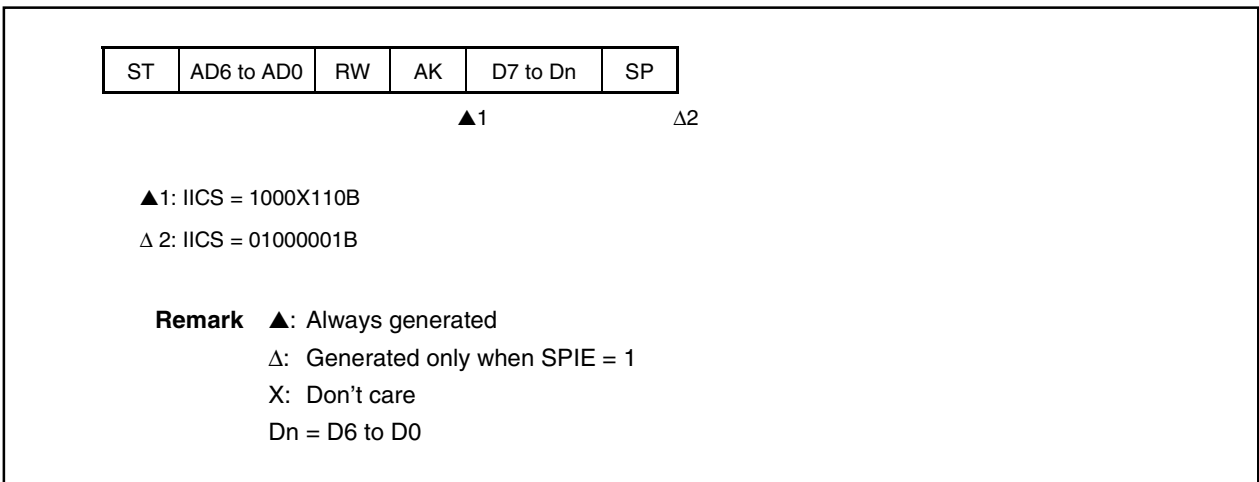 ST AD6 to AD0 RW AK D7 to Dn SP
▲1 Δ2
▲1: IICS = 1000X110B
Δ 2: IICS = 01000001B
Remark ▲: Always generated
Δ: Generated only when SPIE = 1
X: Don't care
Dn = D6 to D0